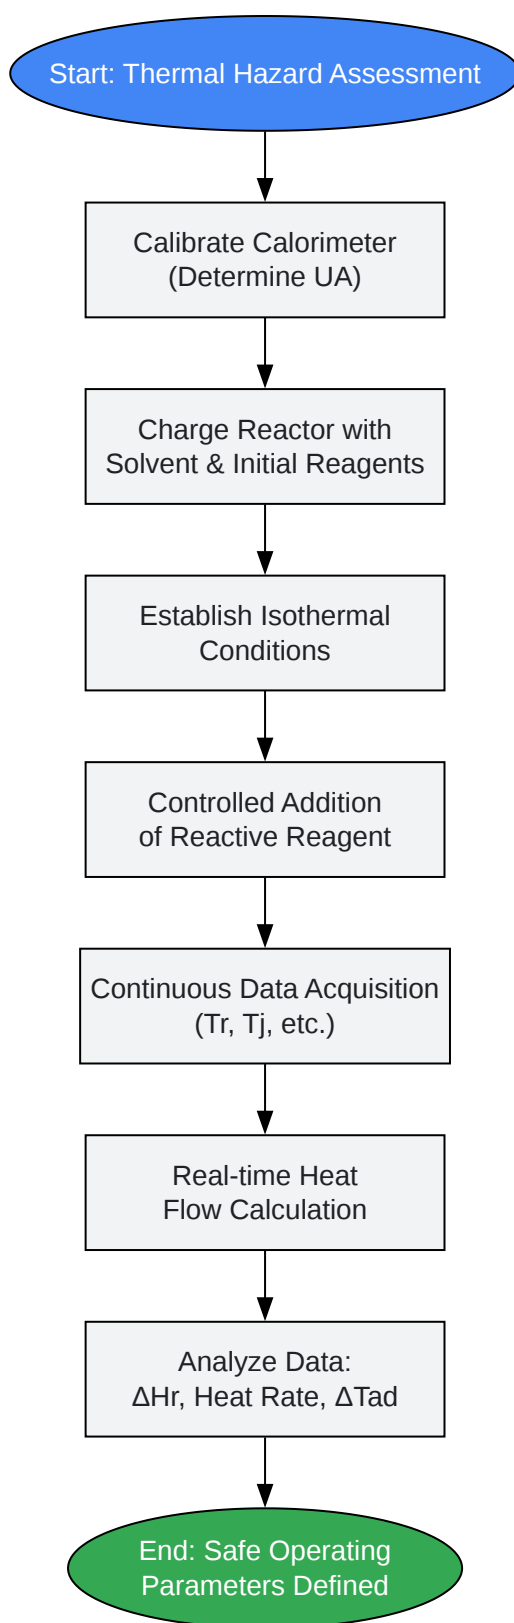 Start: Thermal Hazard Assessment
Calibrate Calorimeter
(Determine UA)
Charge Reactor with
Solvent & Initial Reagents
Establish Isothermal
Conditions
Controlled Addition
of Reactive Reagent
Continuous Data Acquisition
(Tr, Tj, etc.)
Real-time Heat
Flow Calculation
Analyze Data:
ΔHr, Heat Rate, ΔTad
End: Safe Operating
Parameters Defined